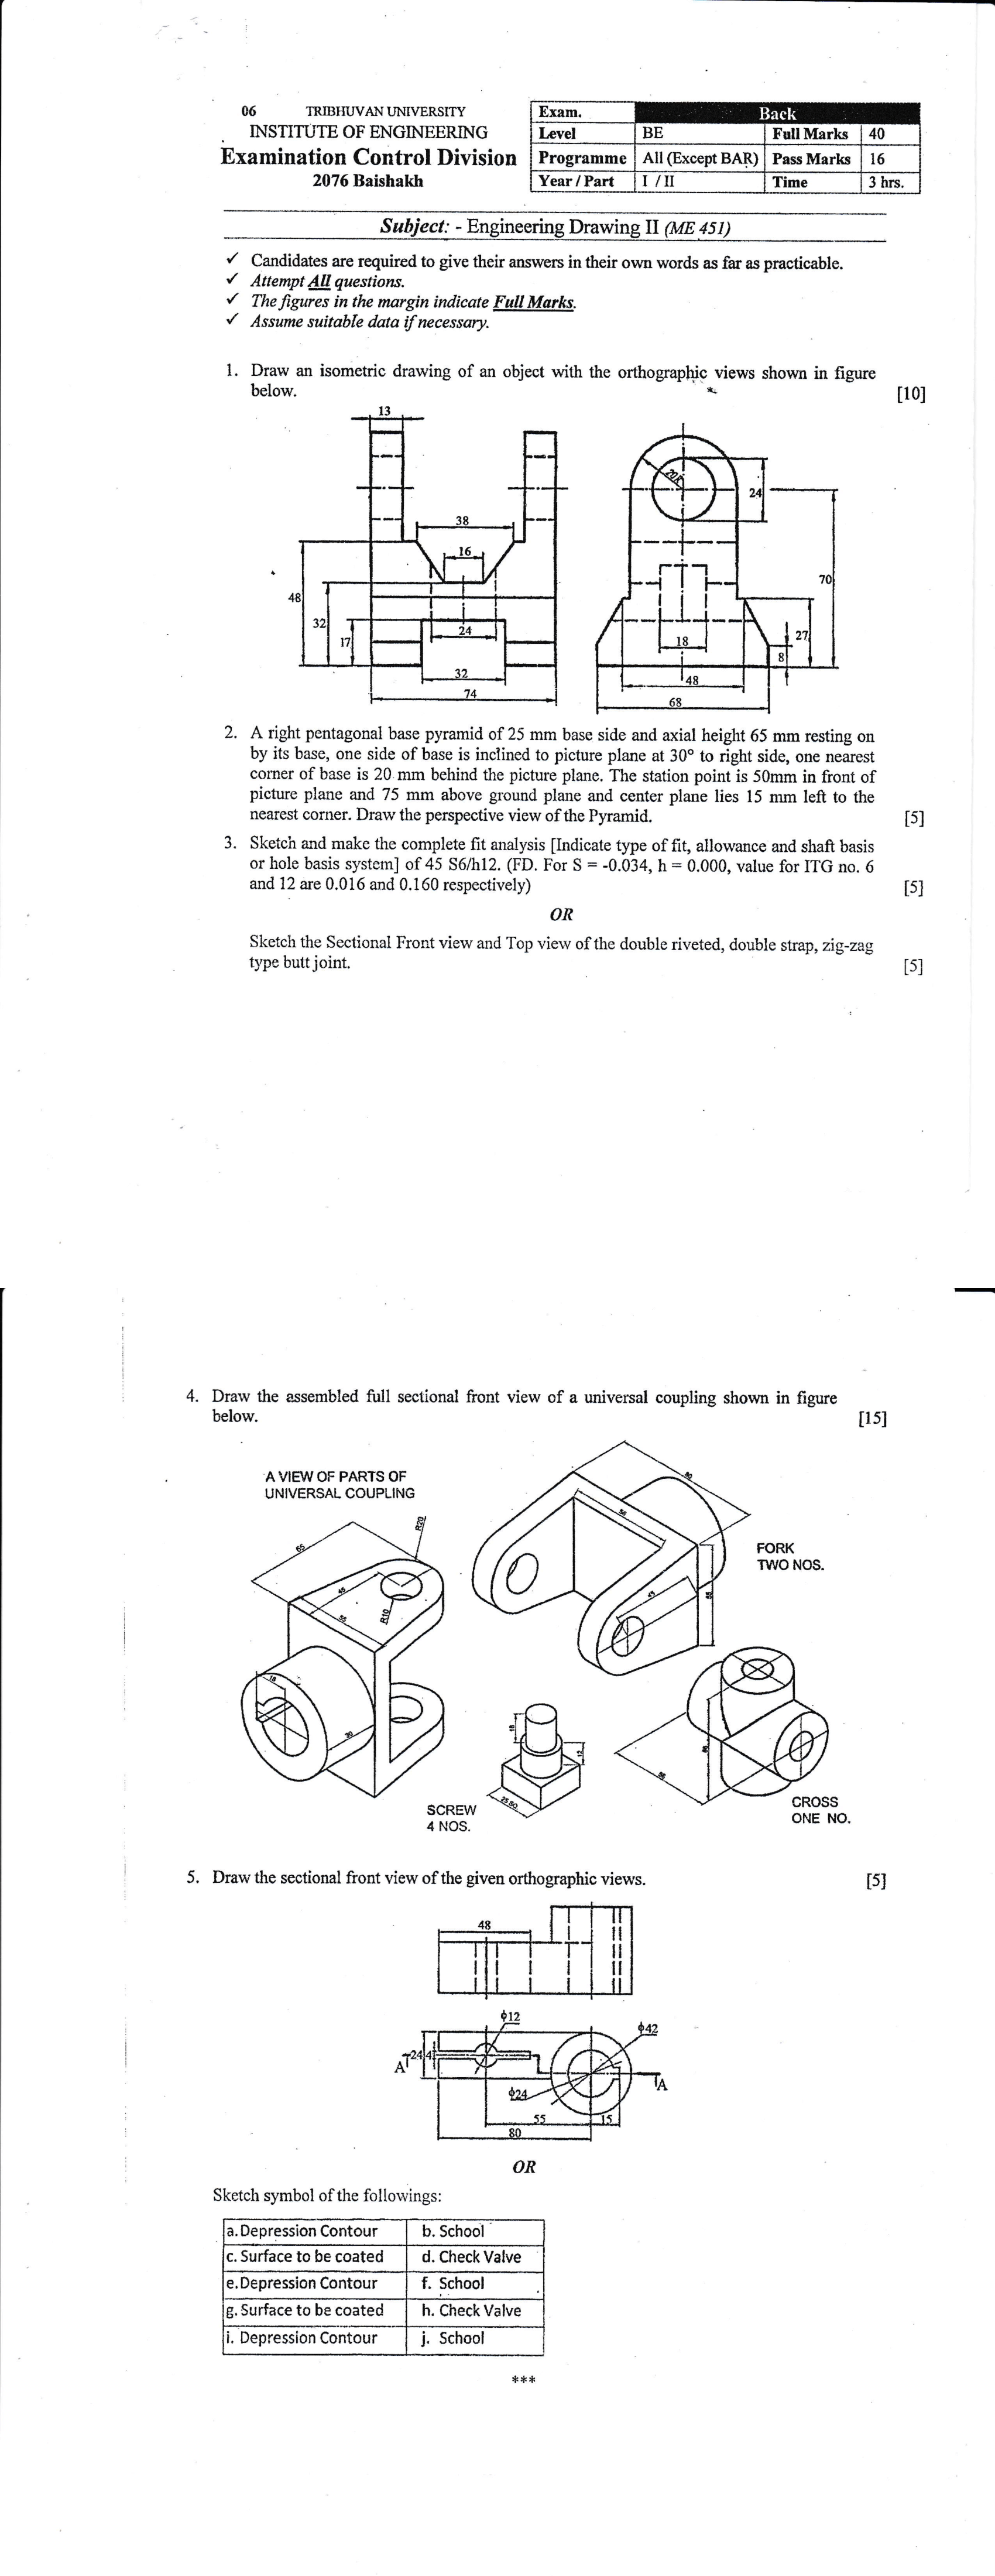 06 TRIBHUVAN UNIVERSITY
INSTITUTE OF ENGINEERING
Examination Control Division
2076 Baishakh
Exam. Back
Level BE Full Marks 40
Programme All (Except BAR) Pass Marks 16
Year / Part I / II Time 3 hrs.
Subject: - Engineering Drawing II (ME 451)
✓ Candidates are required to give their answers in their own words as far as practicable.
✓ Attempt All questions.
✓ The figures in the margin indicate Full Marks.
✓ Assume suitable data if necessary.
1. Draw an isometric drawing of an object with the orthographic views shown in figure
below. [10]
13
38
16
48
32
17
24
32
74
20R
24
70
27
18
8
48
68
2. A right pentagonal base pyramid of 25 mm base side and axial height 65 mm resting on
by its base, one side of base is inclined to picture plane at 30° to right side, one nearest
corner of base is 20 mm behind the picture plane. The station point is 50mm in front of
picture plane and 75 mm above ground plane and center plane lies 15 mm left to the
nearest corner. Draw the perspective view of the Pyramid. [5]
3. Sketch and make the complete fit analysis [Indicate type of fit, allowance and shaft basis
or hole basis system] of 45 S6/h12. (FD. For S = -0.034, h = 0.000, value for ITG no. 6
and 12 are 0.016 and 0.160 respectively) [5]
OR
Sketch the Sectional Front view and Top view of the double riveted, double strap, zig-zag
type butt joint. [5]
4. Draw the assembled full sectional front view of a universal coupling shown in figure
below. [15]
A VIEW OF PARTS OF
UNIVERSAL COUPLING
R20
65
45
55
R10
18
FORK
TWO NOS.
SCREW
4 NOS.
12
25 SQ
CROSS
ONE NO.
5. Draw the sectional front view of the given orthographic views. [5]
48
ϕ12
ϕ42
A
24
4
A
ϕ24
55
15
80
OR
Sketch symbol of the followings:
a. Depression Contour b. School
c. Surface to be coated d. Check Valve
e. Depression Contour f. School
g. Surface to be coated h. Check Valve
i. Depression Contour j. School
***